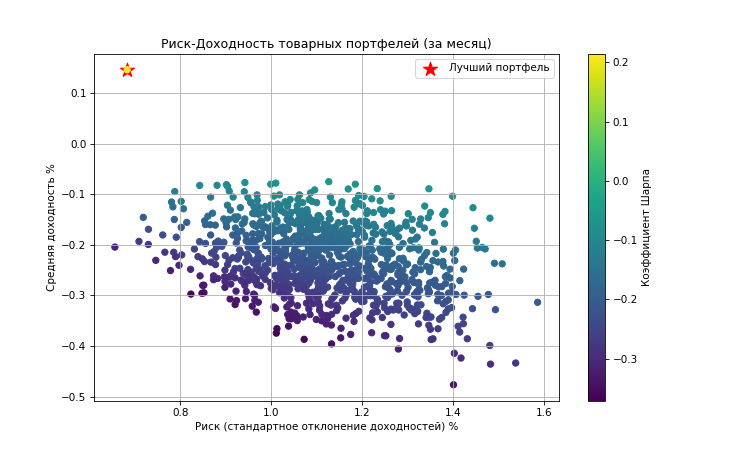 Риск-Доходность товарных портфелей (за месяц)
Лучший портфель
Средняя доходность %
0.1
0.0
−0.1
−0.2
−0.3
−0.4
−0.5
0.8 1.0 1.2 1.4 1.6
Риск (стандартное отклонение доходностей) %
0.2
0.1
0.0
−0.1
−0.2
−0.3
Коэффициент Шарпа